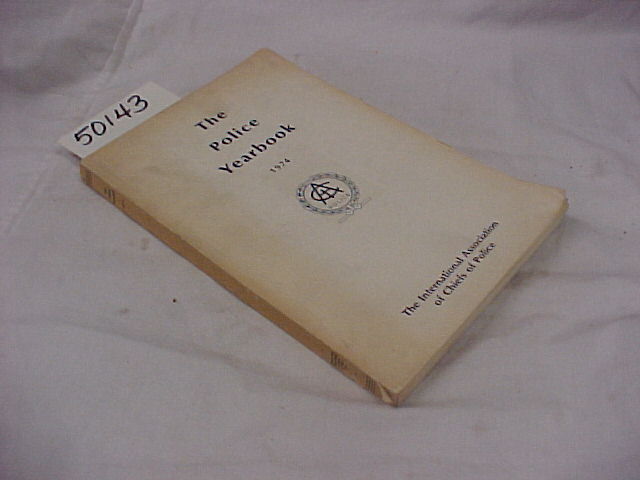 50143
The
Police
Yearbook
1974
The International Association
of Chiefs of Police